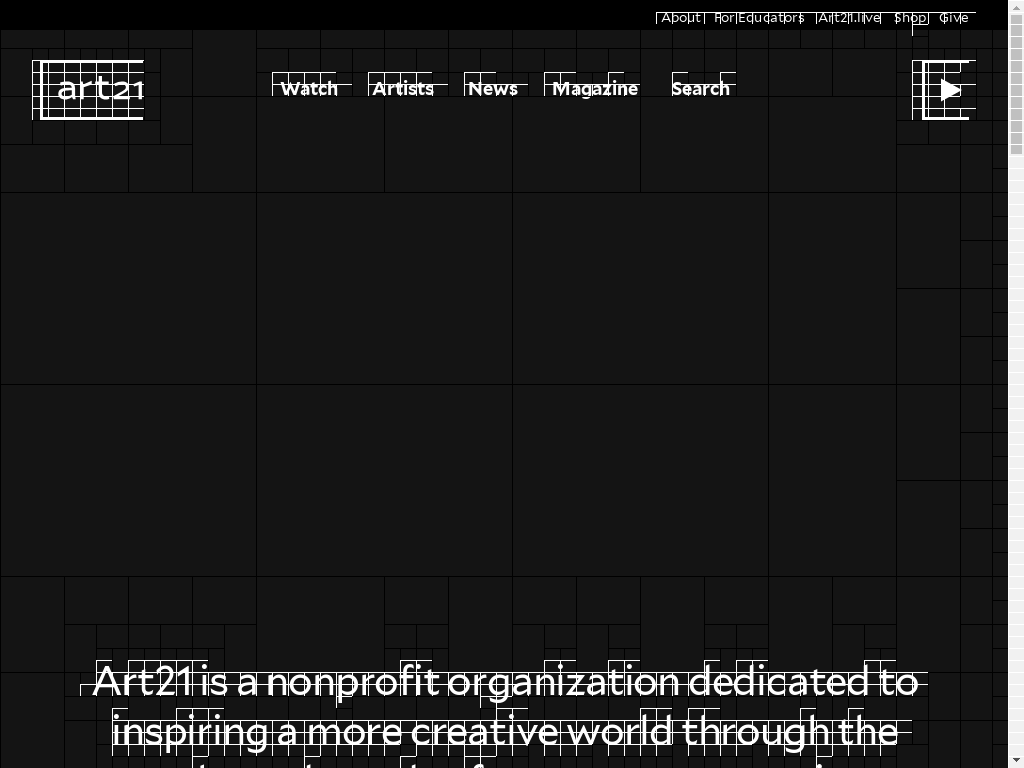 About For Educators Art21.live Shop Give
art21
Watch Artists News Magazine Search
Art21 is a nonprofit organization dedicated to
inspiring a more creative world through the